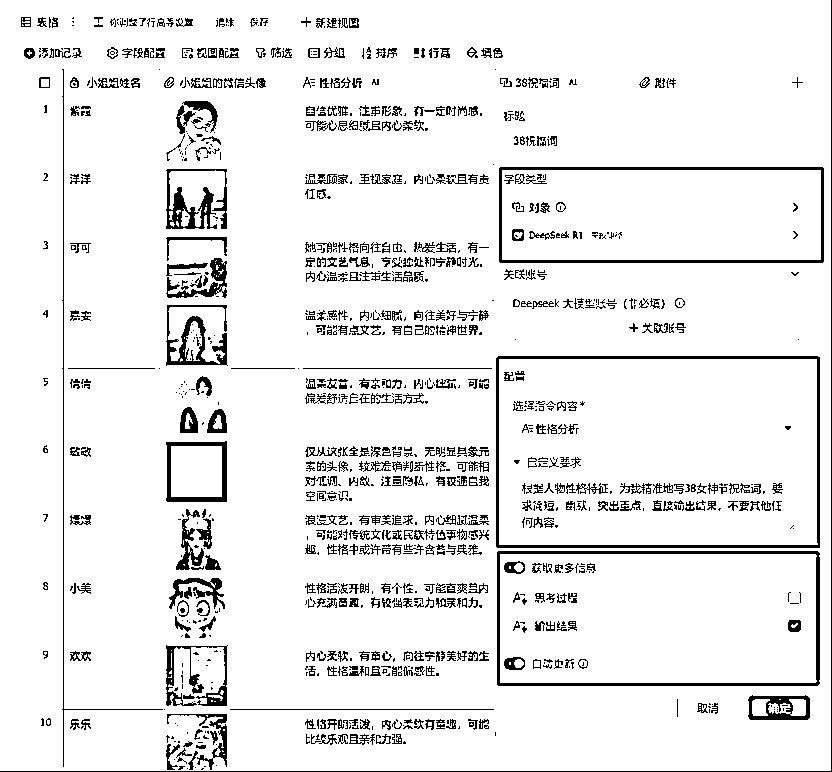 表格
你调整了行高等设置 清除 保存
+ 新建视图
添加记录 字段配置 视图配置 筛选 分组 排序 行高 填色
小姐姐姓名 小姐姐的微信头像 性格分析 AI 38祝福词 AI 附件 +
1 紫霞 自信优雅,注重形象,有一定时尚感,
可能心思细腻且内心柔软。
2 洋洋 温柔顾家,重视家庭,内心柔软且有责
任感。
3 可可 她可能性格向往自由、热爱生活,有一
定的文艺气息,享受独处和宁静时光,
内心温柔且注重生活品质。
4 温柔感性,内心细腻,向往美好与宁静
,可能有点文艺,有自己的精神世界。
5 倩倩 温柔友善,有亲和力,内心细腻,可能
偏爱舒适自在的生活方式。
6 敏敏 仅从这张全是深色背景、无明显具象元
素的头像,较难准确判断性格。可能相
对低调、内敛、注重隐私,有较强自我
空间意识。
7 嫚嫚 浪漫文艺,有审美追求,内心细腻温柔
,可能对传统文化或民族特色事物感兴
趣,性格中或许带有些许含蓄与典雅。
8 小美 性格活泼开朗,有个性,可能直爽且内
心充满童趣,有较强表现力和亲和力。
9 欢欢 内心柔软,有童心,向往宁静美好的生
活,性格温和且可能偏感性。
10 乐乐 性格开朗活泼,内心柔软有童趣,可能
比较乐观且亲和力强。
标题
38祝福词
字段类型
对象
DeepSeek R1
关联账号
Deepseek 大模型账号(非必填)
+ 关联账号
配置
选择指令内容*
性格分析
自定义要求
根据人物性格特征,为我精准地写38女神节祝福词,要
求简短,幽默,突出重点,直接输出结果,不要其他任
何内容。
获取更多信息
思考过程
输出结果
自动更新
取消 确定